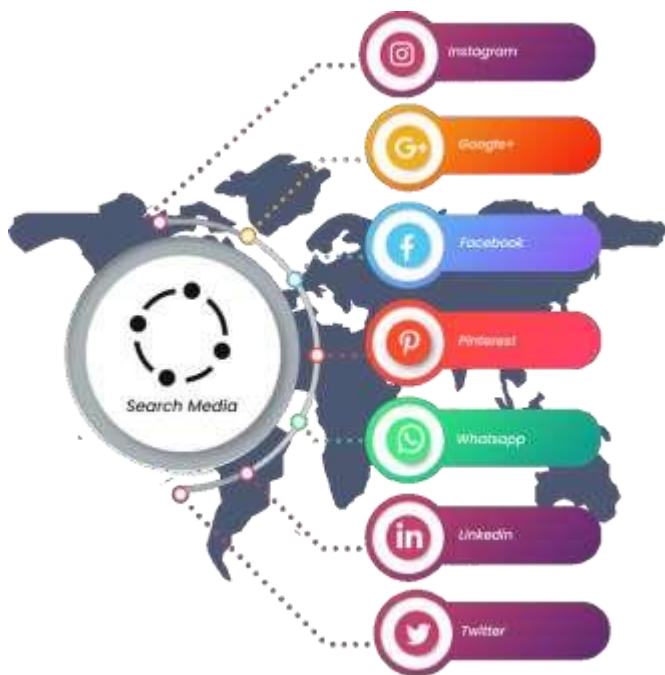 Instagram
Google+
Facebook
Pinterest
Search Media
Whatsapp
Linkedin
Twitter